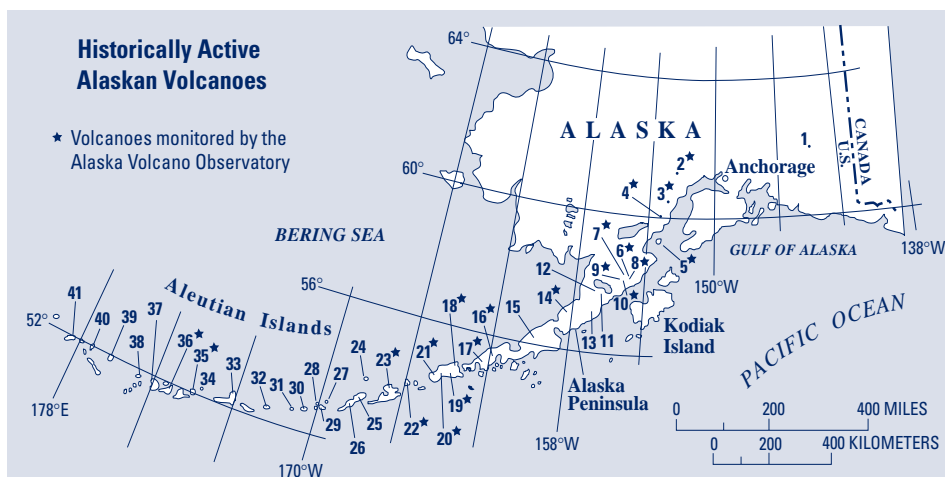 Historically Active
Alaskan Volcanoes
★ Volcanoes monitored by the
Alaska Volcano Observatory
64°
60°
56°
52°
178°E
170°W
158°W
150°W
138°W
ALASKA
CANADA
U.S.
Anchorage
BERING SEA
GULF OF ALASKA
PACIFIC OCEAN
Aleutian Islands
Kodiak
Island
Alaska
Peninsula
1
2★
3★
4★
5★
6★
7★
8★
9★
10★
11
12
13
14★
15
16★
17★
18★
19★
20★
21★
22★
23★
24
25
26
27
28
29
30
31
32
33
34
35★
36★
37
38
39
40
41
0 200 400 MILES
0 200 400 KILOMETERS